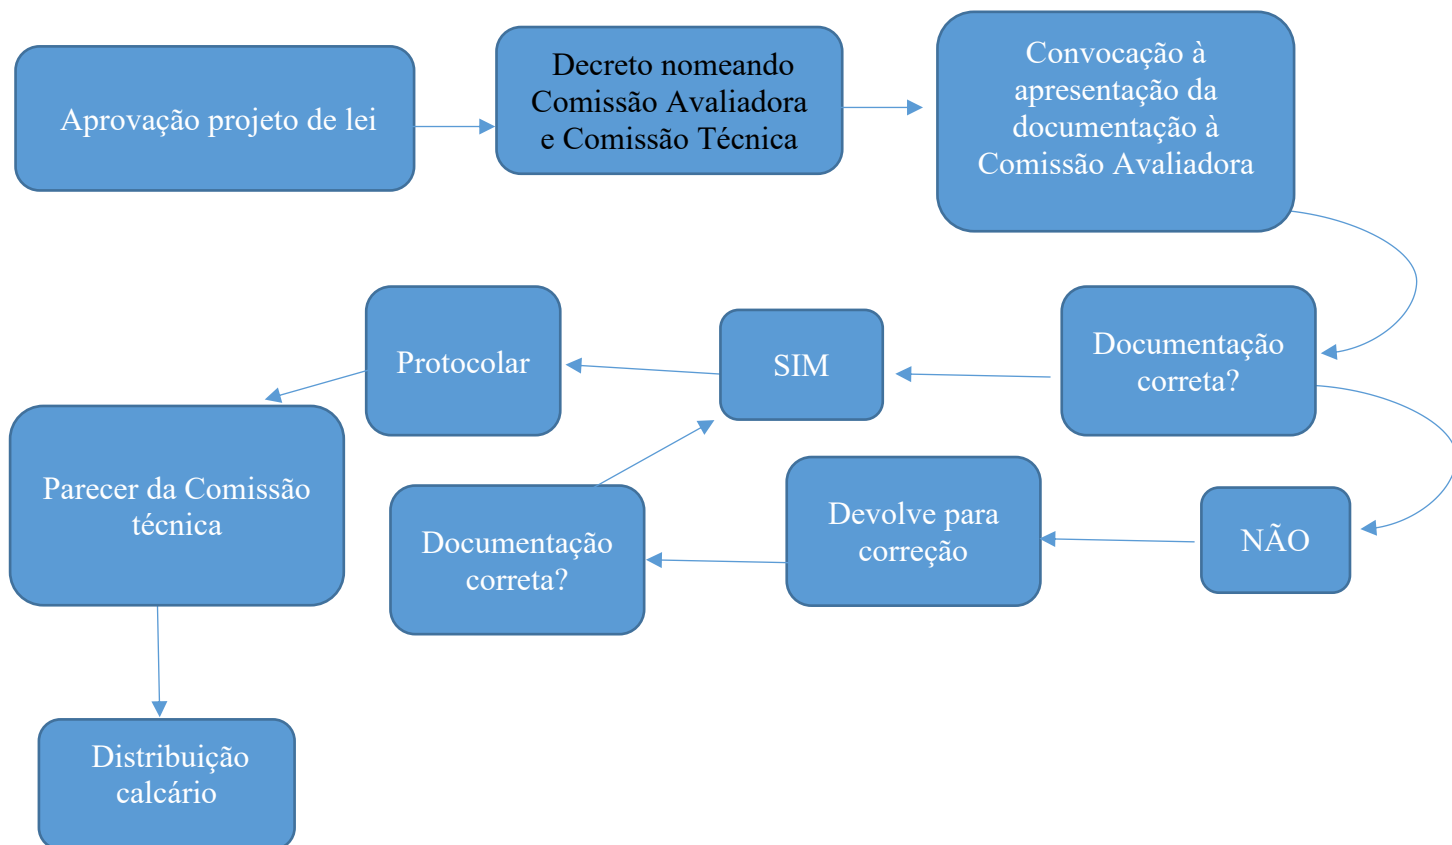 Aprovação projeto de lei
Decreto nomeando
Comissão Avaliadora
e Comissão Técnica
Convocação à
apresentação da
documentação à
Comissão Avaliadora
Documentação
correta?
SIM
Protocolar
Parecer da Comissão
técnica
NÃO
Devolve para
correção
Documentação
correta?
Distribuição
calcário